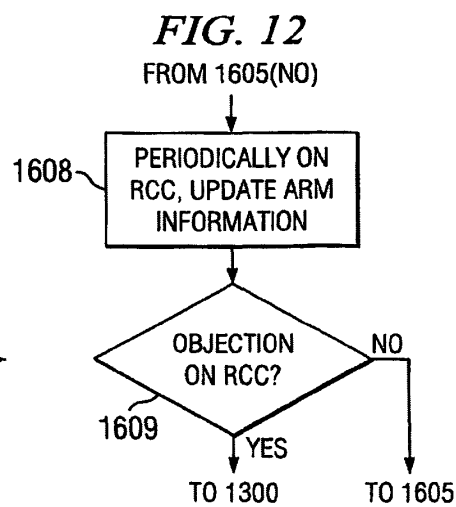 FIG. 12
FROM 1605(NO)
1608
PERIODICALLY ON
RCC, UPDATE ARM
INFORMATION
OBJECTION
ON RCC?
NO
1609
YES
TO 1300
TO 1605